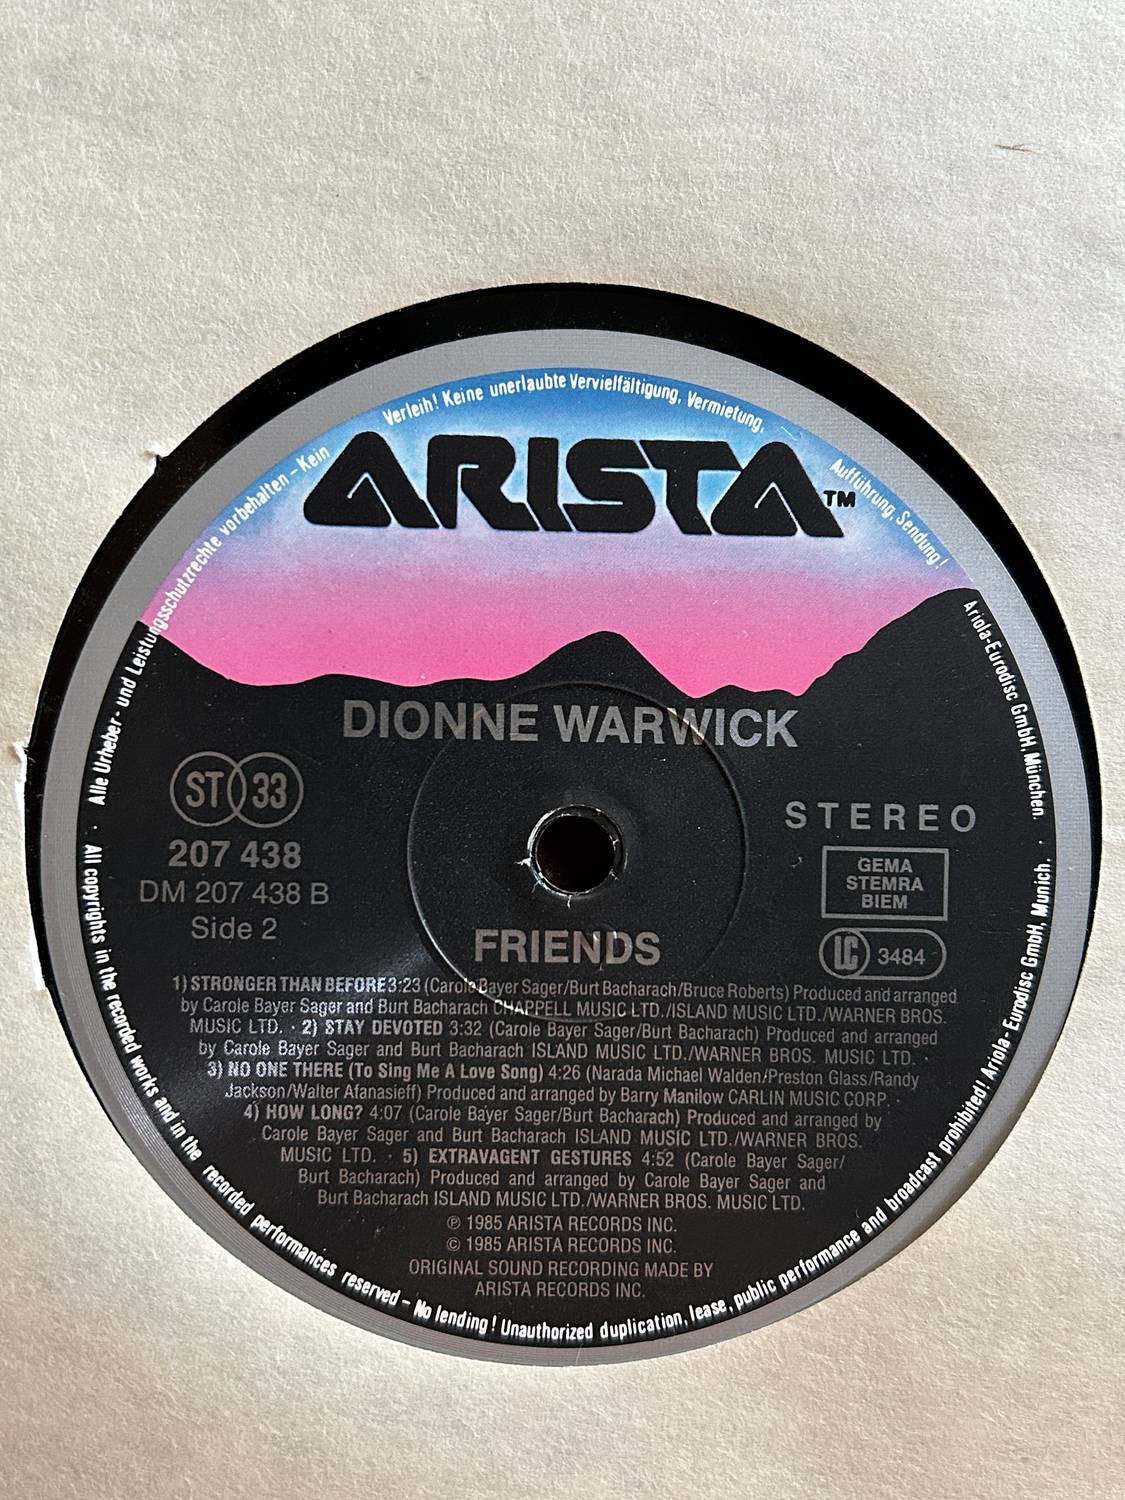 Alle Urheber- und Leistungsschutzrechte vorbehalten – Kein Verleih! Keine unerlaubte Vervielfältigung, Vermietung, Aufführung, Sendung!
ARISTA™
Ariola-Eurodisc GmbH, München.
DIONNE WARWICK
ST 33
207 438
DM 207 438 B
Side 2
STEREO
GEMA
STEMRA
BIEM
LC 3484
FRIENDS
1) STRONGER THAN BEFORE 3:23 (Carole Bayer Sager/Burt Bacharach/Bruce Roberts) Produced and arranged
by Carole Bayer Sager and Burt Bacharach CHAPPELL MUSIC LTD./ISLAND MUSIC LTD./WARNER BROS.
MUSIC LTD. · 2) STAY DEVOTED 3:32 (Carole Bayer Sager/Burt Bacharach) Produced and arranged
by Carole Bayer Sager and Burt Bacharach ISLAND MUSIC LTD./WARNER BROS. MUSIC LTD. ·
3) NO ONE THERE (To Sing Me A Love Song) 4:26 (Narada Michael Walden/Preston Glass/Randy
Jackson/Walter Afanasieff) Produced and arranged by Barry Manilow CARLIN MUSIC CORP. ·
4) HOW LONG? 4:07 (Carole Bayer Sager/Burt Bacharach) Produced and arranged by
Carole Bayer Sager and Burt Bacharach ISLAND MUSIC LTD./WARNER BROS.
MUSIC LTD. · 5) EXTRAVAGENT GESTURES 4:52 (Carole Bayer Sager/
Burt Bacharach) Produced and arranged by Carole Bayer Sager and
Burt Bacharach ISLAND MUSIC LTD./WARNER BROS. MUSIC LTD.
℗ 1985 ARISTA RECORDS INC.
© 1985 ARISTA RECORDS INC.
ORIGINAL SOUND RECORDING MADE BY
ARISTA RECORDS INC.
· All copyrights in the recorded works and in the recorded performances reserved – No lending! Unauthorized duplication, lease, public performance and broadcast prohibited! Ariola-Eurodisc GmbH, Munich. ·